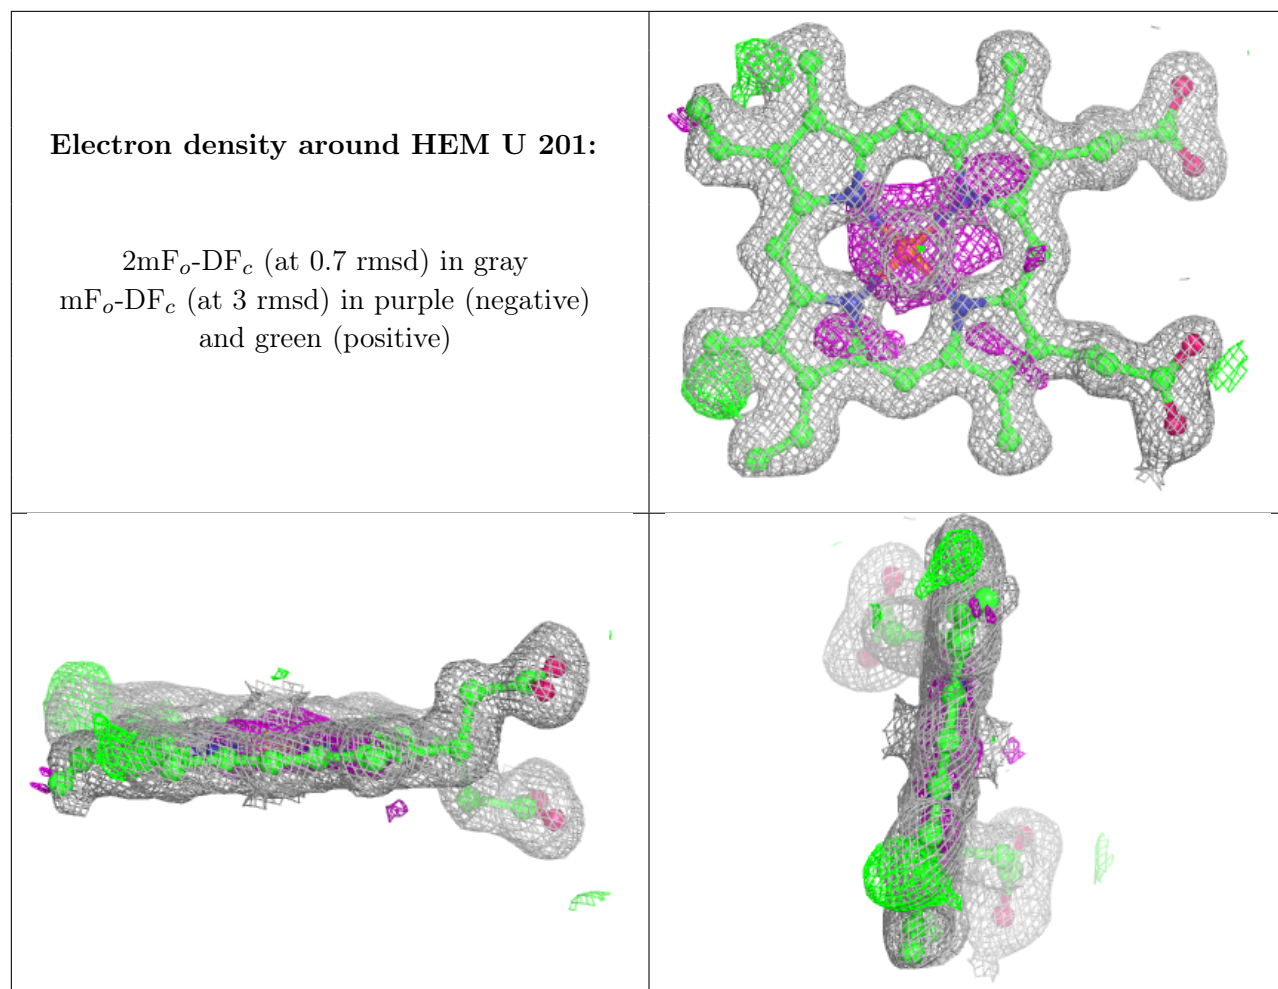 Electron density around HEM U 201:
2mFo-DFc (at 0.7 rmsd) in gray
mFo-DFc (at 3 rmsd) in purple (negative)
and green (positive)